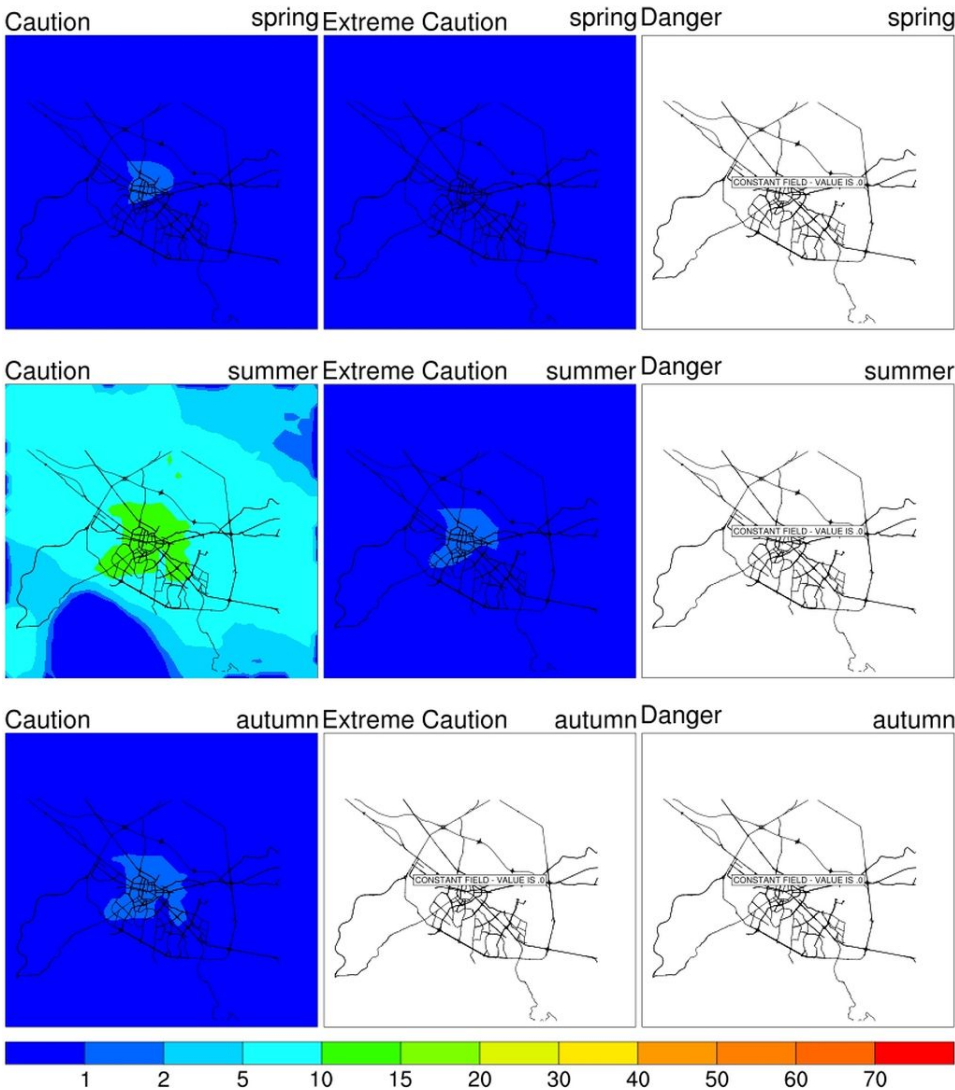 Caution spring Extreme Caution spring Danger spring
CONSTANT FIELD - VALUE IS .0
Caution summer Extreme Caution summer Danger summer
CONSTANT FIELD - VALUE IS .0
Caution autumn Extreme Caution autumn Danger autumn
CONSTANT FIELD - VALUE IS .0 CONSTANT FIELD - VALUE IS .0
1 2 5 10 15 20 30 40 50 60 70